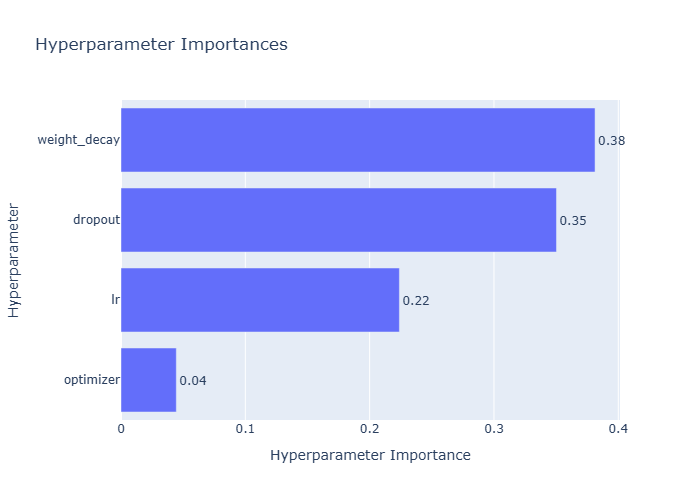 Hyperparameter Importances
Hyperparameter
weight_decay
0.38
dropout
0.35
lr
0.22
optimizer
0.04
0
0.1
0.2
0.3
0.4
Hyperparameter Importance